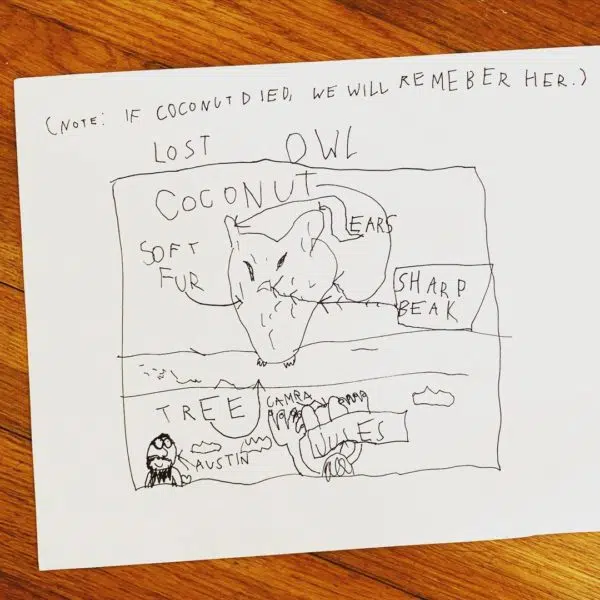 (NOTE: IF COCONUT DIED, WE WILL REMEBER HER.)
LOST OWL
COCONUT
EARS
SOFT
FUR
SHARP
BEAK
TREE
CAMRA
JULES
AUSTIN